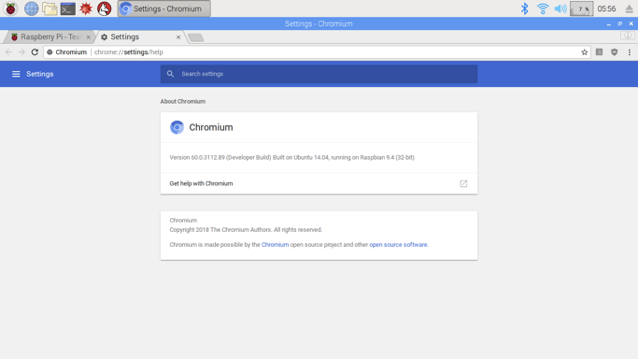 Settings - Chromium
7 %
05:56
Settings - Chromium
Raspberry Pi - Tea
Settings
Chromium
chrome://settings/help
Settings
Search settings
About Chromium
Chromium
Version 60.0.3112.89 (Developer Build) Built on Ubuntu 14.04, running on Raspbian 9.4 (32-bit)
Get help with Chromium
Chromium
Copyright 2018 The Chromium Authors. All rights reserved.
Chromium is made possible by the Chromium open source project and other open source software.